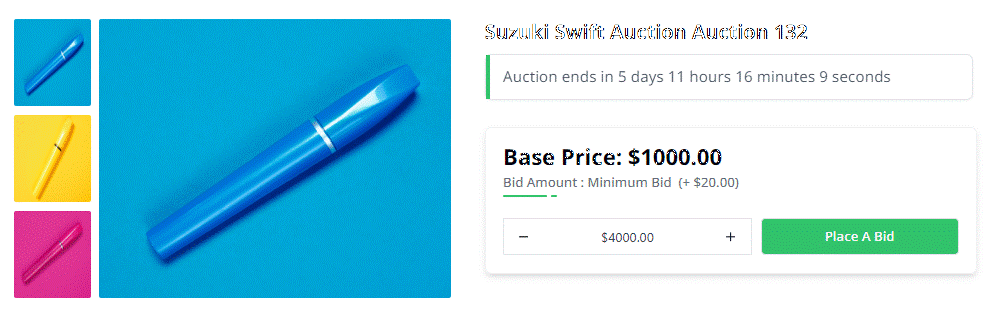 Suzuki Swift Auction Auction 132
Auction ends in 5 days 11 hours 16 minutes 9 seconds
Base Price: $1000.00
Bid Amount : Minimum Bid (+ $20.00)
− $4000.00 + Place A Bid